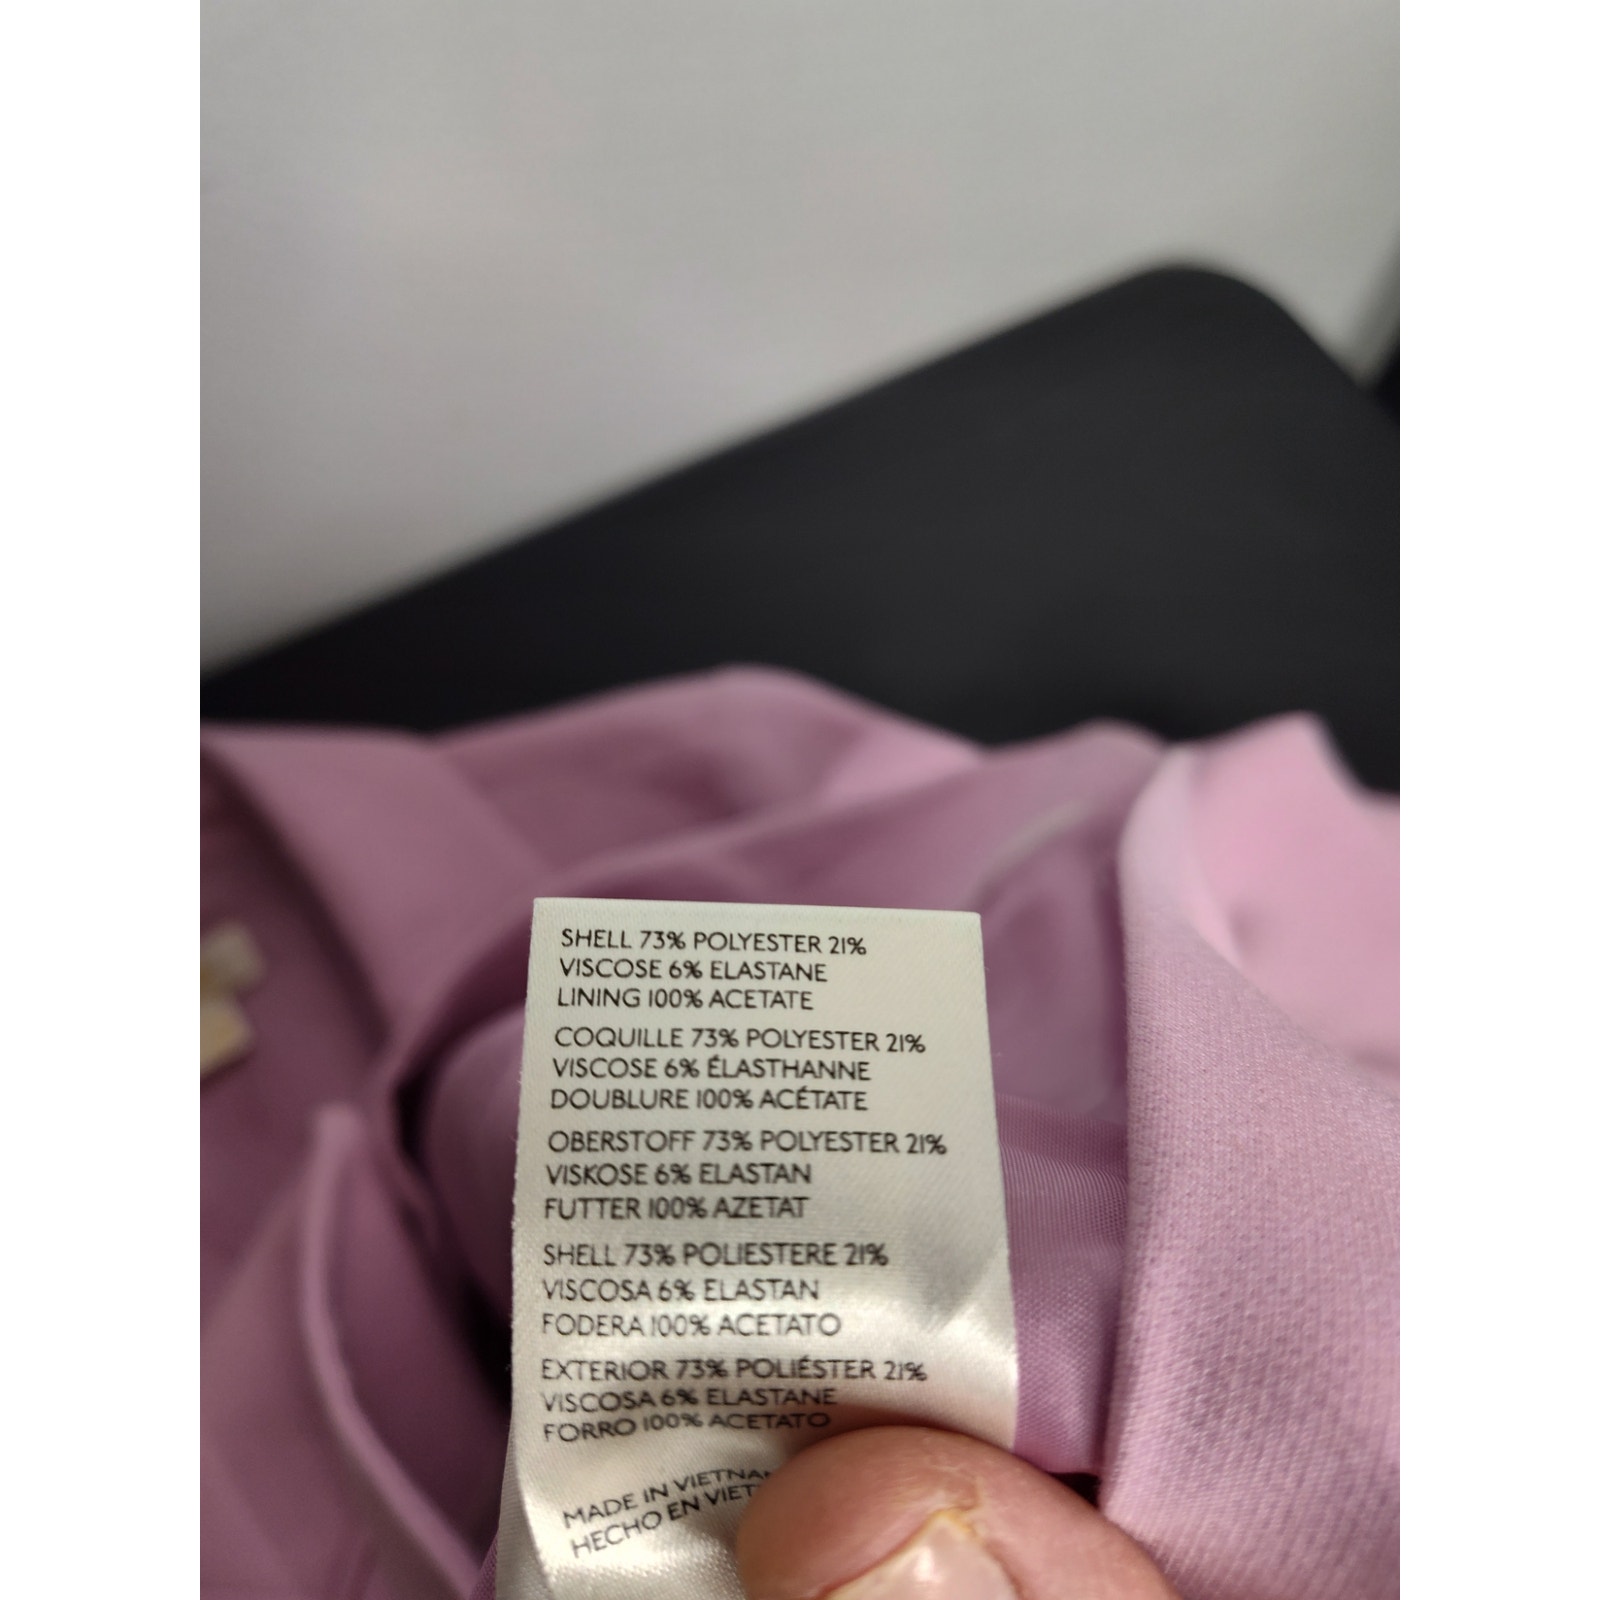 SHELL 73% POLYESTER 21%
VISCOSE 6% ELASTANE
LINING 100% ACETATE
COQUILLE 73% POLYESTER 21%
VISCOSE 6% ÉLASTHANNE
DOUBLURE 100% ACÉTATE
OBERSTOFF 73% POLYESTER 21%
VISKOSE 6% ELASTAN
FUTTER 100% AZETAT
SHELL 73% POLIESTERE 21%
VISCOSA 6% ELASTAN
FODERA 100% ACETATO
EXTERIOR 73% POLIÉSTER 21%
VISCOSA 6% ELASTANE
FORRO 100% ACETATO
MADE IN VIETNA
HECHO EN VIET